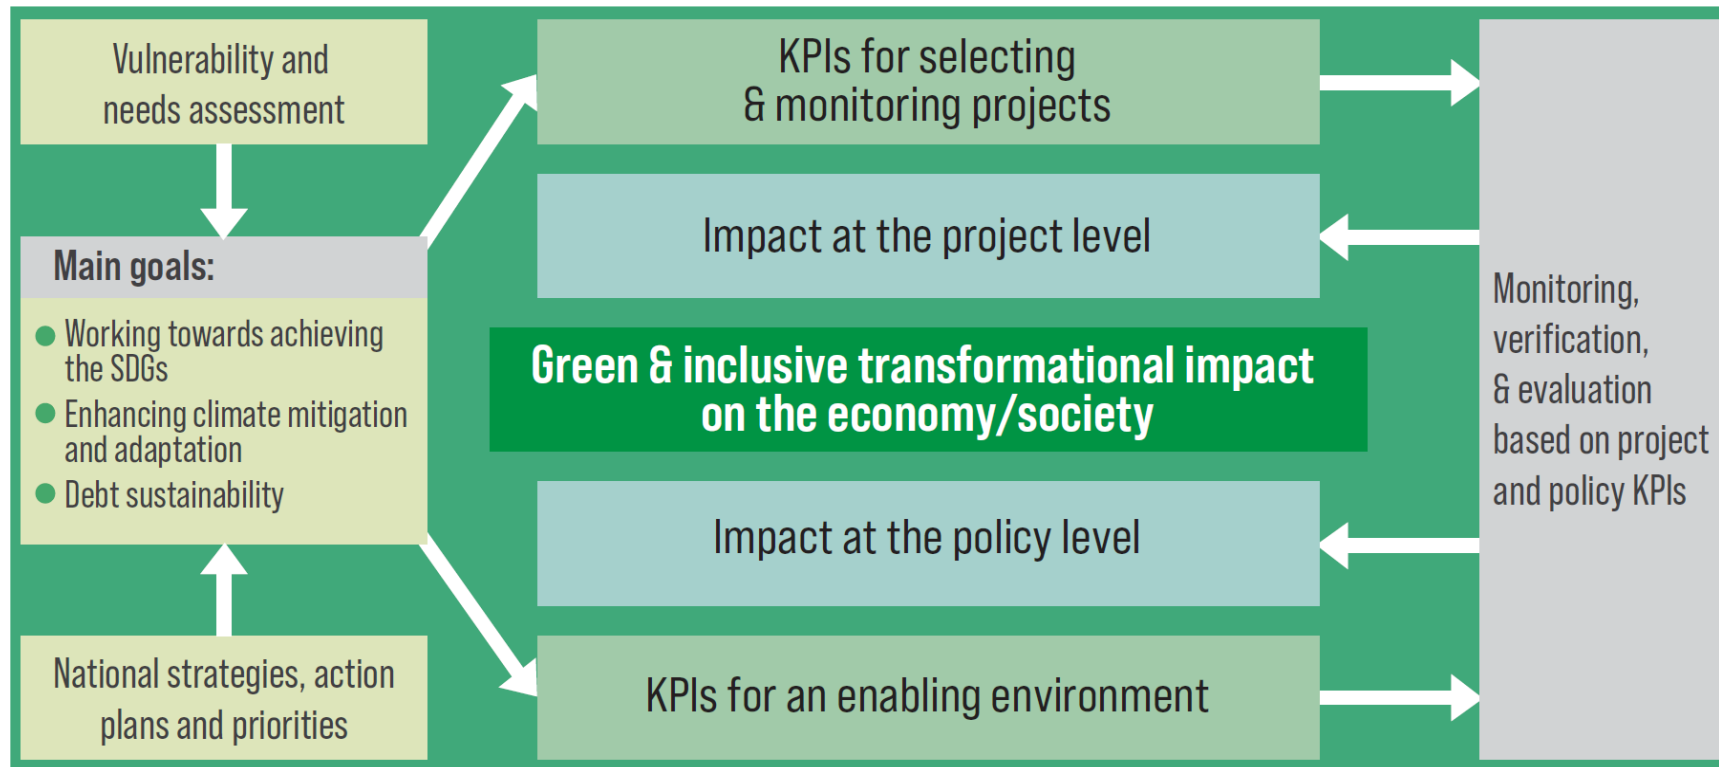 Vulnerability and
needs assessment
Main goals:
Working towards achieving
the SDGs
Enhancing climate mitigation
and adaptation
Debt sustainability
National strategies, action
plans and priorities
KPIs for selecting
& monitoring projects
Impact at the project level
Green & inclusive transformational impact
on the economy/society
Impact at the policy level
KPIs for an enabling environment
Monitoring,
verification,
& evaluation
based on project
and policy KPIs